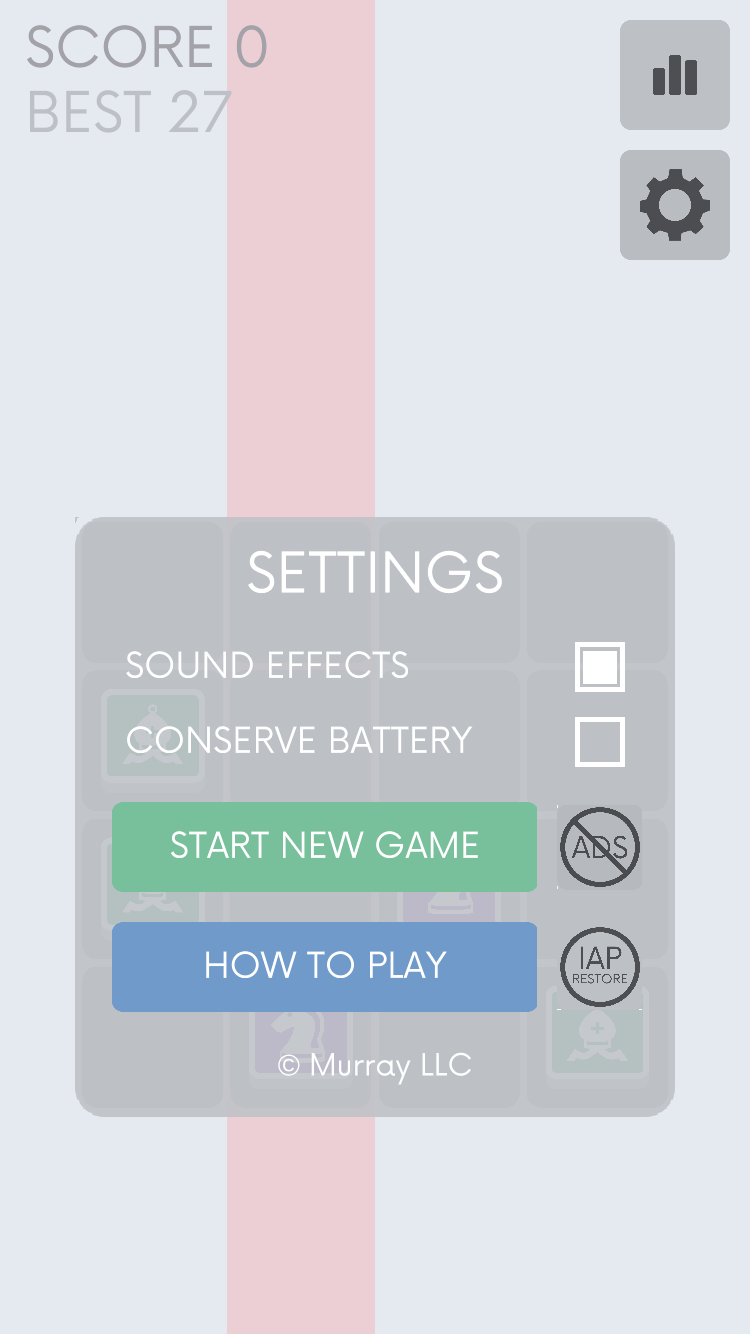 SCORE 0
BEST 27
SETTINGS
SOUND EFFECTS
CONSERVE BATTERY
START NEW GAME
ADS
HOW TO PLAY
IAP
RESTORE
© Murray LLC